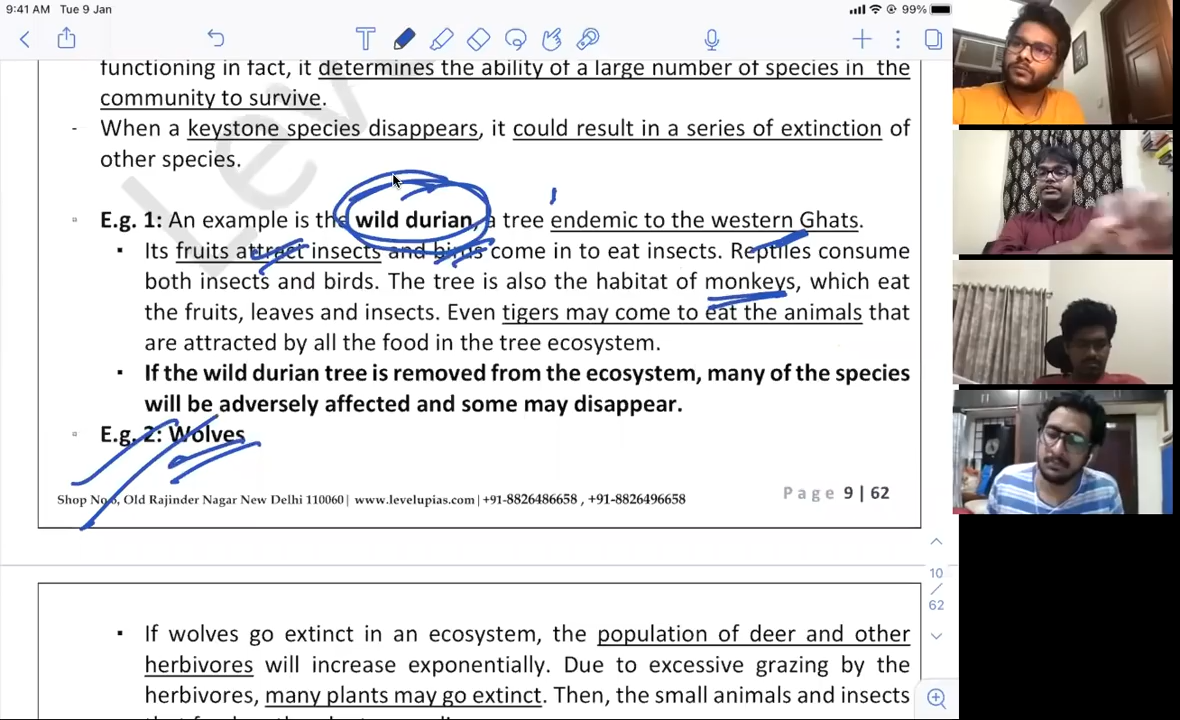 9:41 AM Tue 9 Jan
99%
functioning in fact, it determines the ability of a large number of species in the
community to survive.
- When a keystone species disappears, it could result in a series of extinction of
other species.
E.g. 1: An example is the wild durian, a tree endemic to the western Ghats.
▪ Its fruits attract insects and birds come in to eat insects. Reptiles consume
both insects and birds. The tree is also the habitat of monkeys, which eat
the fruits, leaves and insects. Even tigers may come to eat the animals that
are attracted by all the food in the tree ecosystem.
▪ If the wild durian tree is removed from the ecosystem, many of the species
will be adversely affected and some may disappear.
E.g. 2: Wolves
Shop No.6, Old Rajinder Nagar New Delhi 110060| www.levelupias.com | +91-8826486658 , +91-8826496658
Page 9 | 62
10
/
62
▪ If wolves go extinct in an ecosystem, the population of deer and other
herbivores will increase exponentially. Due to excessive grazing by the
herbivores, many plants may go extinct. Then, the small animals and insects
Lev